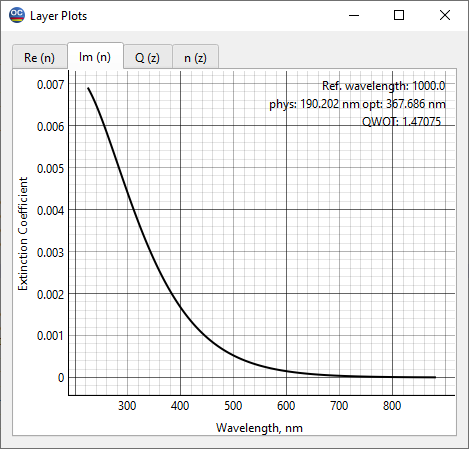 OC Layer Plots
Re (n) Im (n) Q (z) n (z)
Ref. wavelength: 1000.0
phys: 190.202 nm opt: 367.686 nm
QWOT: 1.47075
Extinction Coefficient
0.007
0.006
0.005
0.004
0.003
0.002
0.001
0
300 400 500 600 700 800
Wavelength, nm